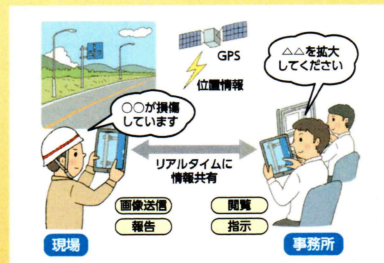 GPS
位置情報
△△を拡大
してください
○○が損傷
しています
リアルタイムに
情報共有
画像送信
閲覧
報告
指示
現場
事務所